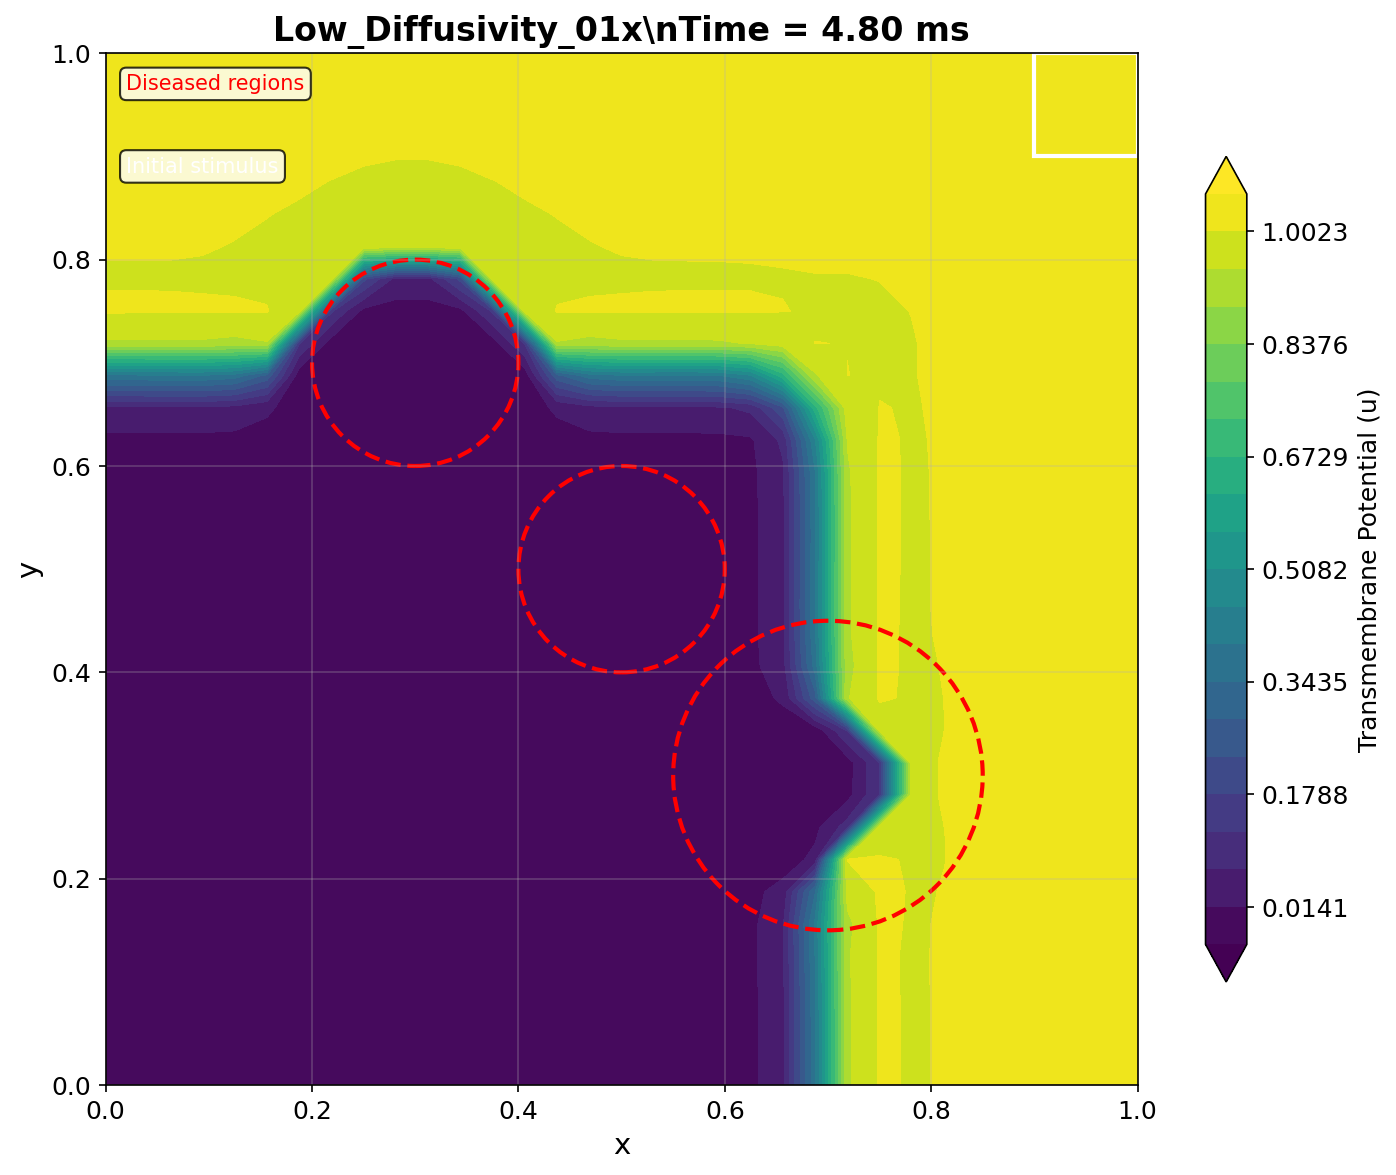 Low_Diffusivity_01x\nTime = 4.80 ms
Diseased regions
Initial stimulus
1.0
0.8
0.6
0.4
0.2
0.0
y
0.0 0.2 0.4 0.6 0.8 1.0
x
1.0023
0.8376
0.6729
0.5082
0.3435
0.1788
0.0141
Transmembrane Potential (u)